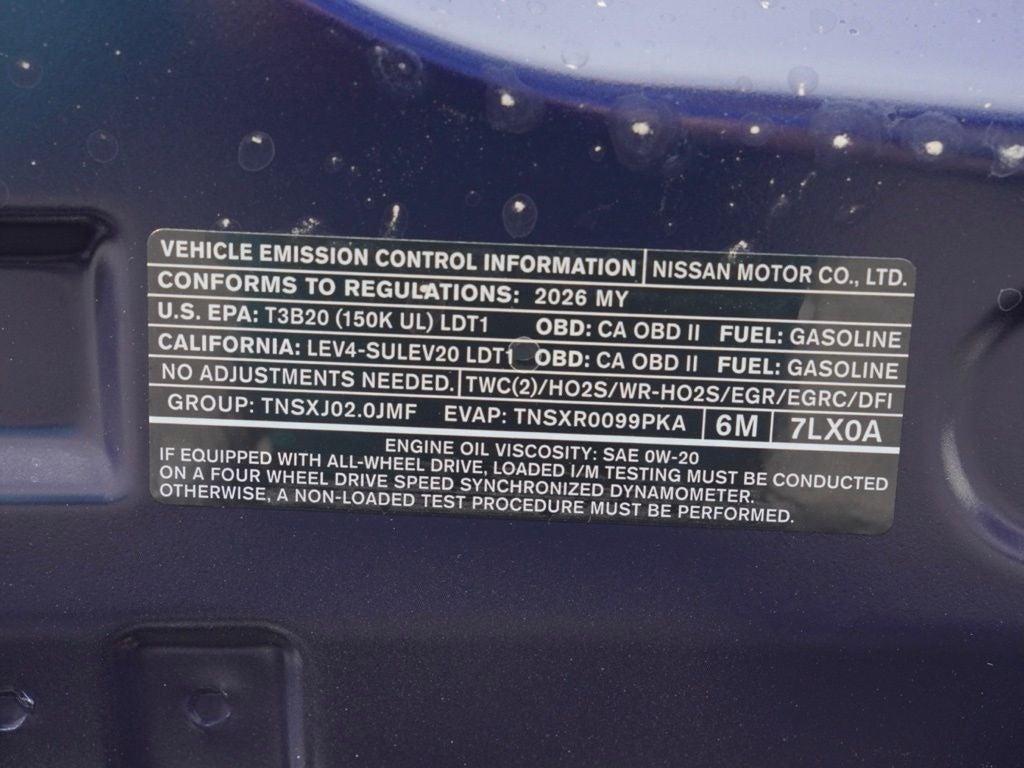 VEHICLE EMISSION CONTROL INFORMATION NISSAN MOTOR CO., LTD.
CONFORMS TO REGULATIONS: 2026 MY
U.S. EPA: T3B20 (150K UL) LDT1 OBD: CA OBD II FUEL: GASOLINE
CALIFORNIA: LEV4-SULEV20 LDT1 OBD: CA OBD II FUEL: GASOLINE
NO ADJUSTMENTS NEEDED. TWC(2)/HO2S/WR-HO2S/EGR/EGRC/DFI
GROUP: TNSXJ02.0JMF EVAP: TNSXR0099PKA 6M 7LX0A
ENGINE OIL VISCOSITY: SAE 0W-20
IF EQUIPPED WITH ALL-WHEEL DRIVE, LOADED I/M TESTING MUST BE CONDUCTED
ON A FOUR WHEEL DRIVE SPEED SYNCHRONIZED DYNAMOMETER.
OTHERWISE, A NON-LOADED TEST PROCEDURE MUST BE PERFORMED.